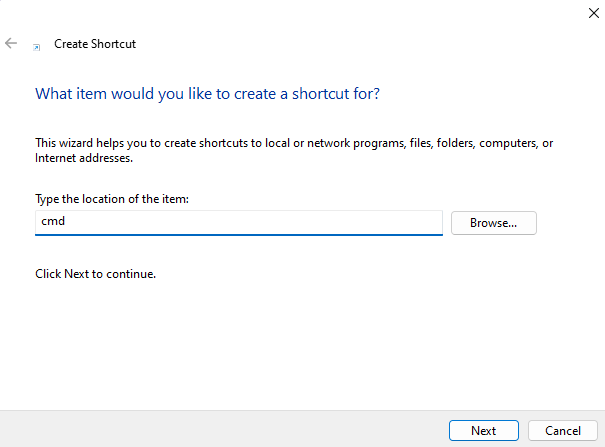 Create Shortcut
What item would you like to create a shortcut for?
This wizard helps you to create shortcuts to local or network programs, files, folders, computers, or
Internet addresses.
Type the location of the item:
cmd
Browse...
Click Next to continue.
Next
Cancel